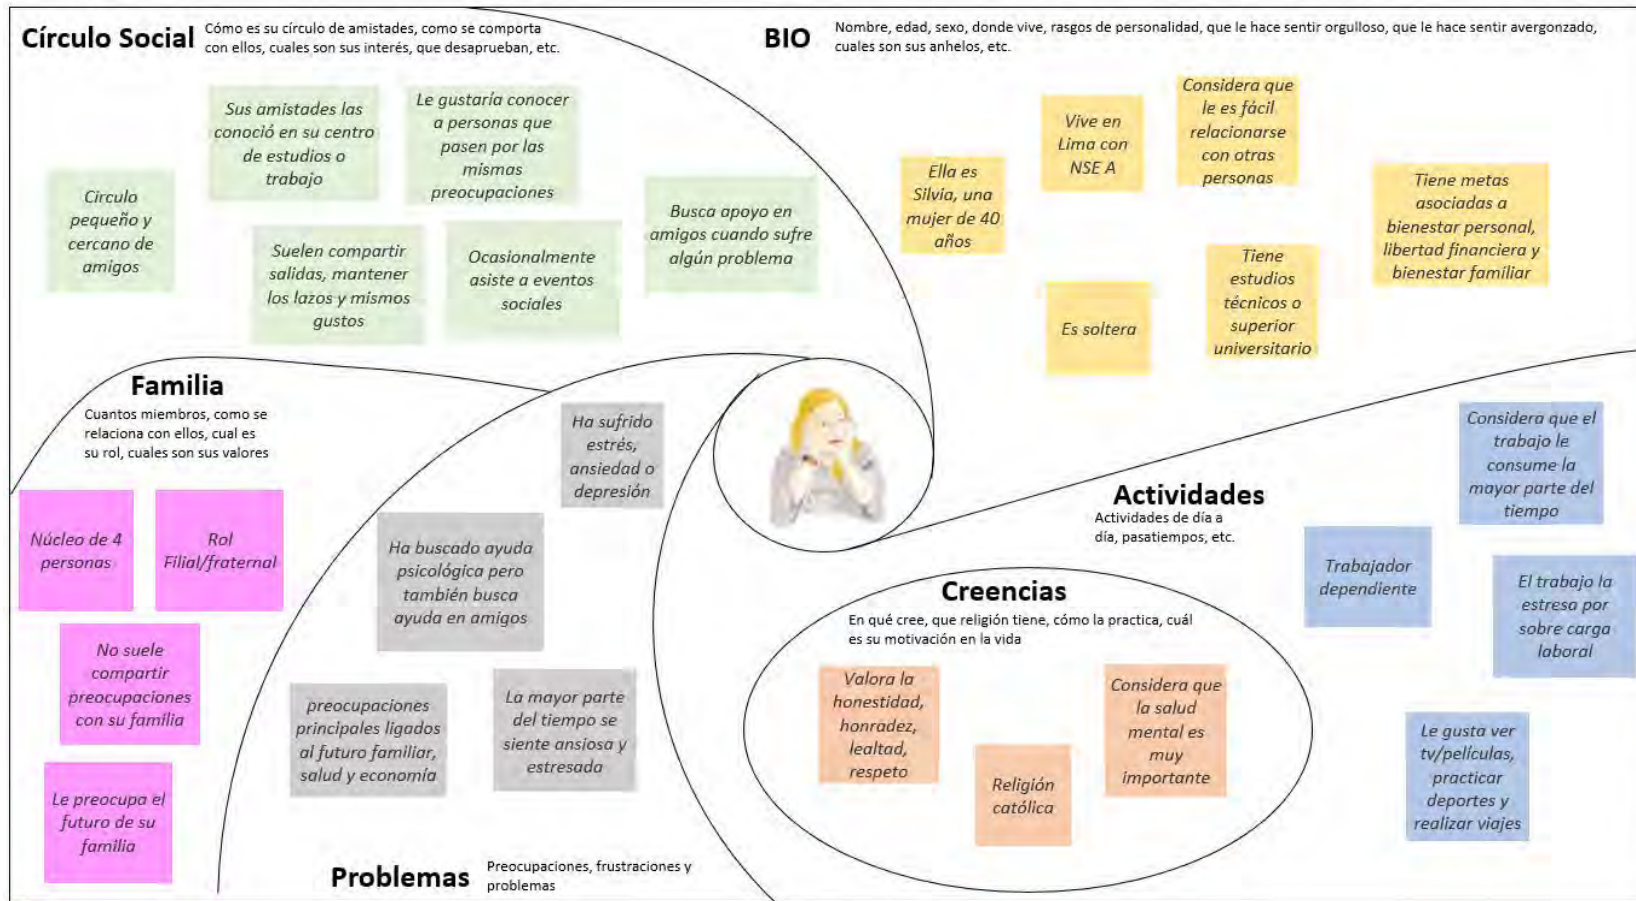 Círculo Social
Cómo es su círculo de amistades, como se comporta
con ellos, cuales son sus interés, que desaprueban, etc.
Sus amistades las
conoció en su centro
de estudios o
trabajo
Le gustaría conocer
a personas que
pasen por las
mismas
preocupaciones
Circulo
pequeño y
cercano de
amigos
Suelen compartir
salidas, mantener
los lazos y mismos
gustos
Ocasionalmente
asiste a eventos
sociales
Busca apoyo en
amigos cuando sufre
algún problema
BIO
Nombre, edad, sexo, donde vive, rasgos de personalidad, que le hace sentir orgulloso, que le hace sentir avergonzado,
cuales son sus anhelos, etc.
Ella es
Silvia, una
mujer de 40
años
Vive en
Lima con
NSE A
Considera que
le es fácil
relacionarse
con otras
personas
Tiene metas
asociadas a
bienestar personal,
libertad financiera y
bienestar familiar
Es soltera
Tiene
estudios
técnicos o
superior
universitario
Familia
Cuantos miembros, como se
relaciona con ellos, cual es
su rol, cuales son sus valores
Núcleo de 4
personas
Rol
Filial/fraternal
No suele
compartir
preocupaciones
con su familia
Le preocupa el
futuro de su
familia
Ha sufrido
estrés,
ansiedad o
depresión
Ha buscado ayuda
psicológica pero
también busca
ayuda en amigos
preocupaciones
principales ligados
al futuro familiar,
salud y economía
La mayor parte
del tiempo se
siente ansiosa y
estresada
Problemas
Preocupaciones, frustraciones y
problemas
Actividades
Actividades de día a
día, pasatiempos, etc.
Considera que el
trabajo le
consume la
mayor parte del
tiempo
Trabajador
dependiente
El trabajo la
estresa por
sobre carga
laboral
Le gusta ver
tv/películas,
practicar
deportes y
realizar viajes
Creencias
En qué cree, que religión tiene, cómo la practica, cuál
es su motivación en la vida
Valora la
honestidad,
honradez,
lealtad,
respeto
Religión
católica
Considera que
la salud
mental es
muy
importante